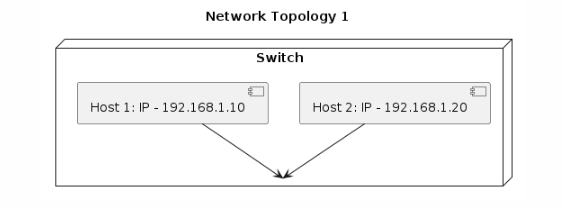 Network Topology 1
Switch
Host 1: IP - 192.168.1.10
Host 2: IP - 192.168.1.20